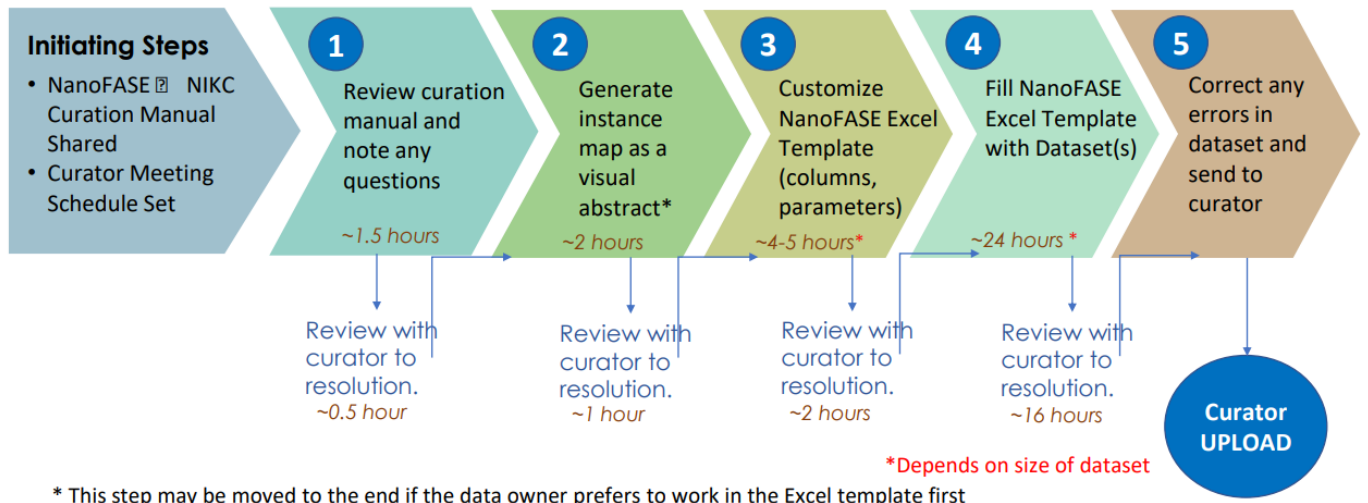 Initiating Steps
• NanoFASE ⍰ NIKC
Curation Manual
Shared
• Curator Meeting
Schedule Set
1
Review curation
manual and
note any
questions
~1.5 hours
2
Generate
instance
map as a
visual
abstract*
~2 hours
3
Customize
NanoFASE Excel
Template
(columns,
parameters)
~4-5 hours*
4
Fill NanoFASE
Excel Template
with Dataset(s)
~24 hours *
5
Correct any
errors in
dataset and
send to
curator
Review with
curator to
resolution.
~0.5 hour
Review with
curator to
resolution.
~1 hour
Review with
curator to
resolution.
~2 hours
Review with
curator to
resolution.
~16 hours
Curator
UPLOAD
*Depends on size of dataset
* This step may be moved to the end if the data owner prefers to work in the Excel template first